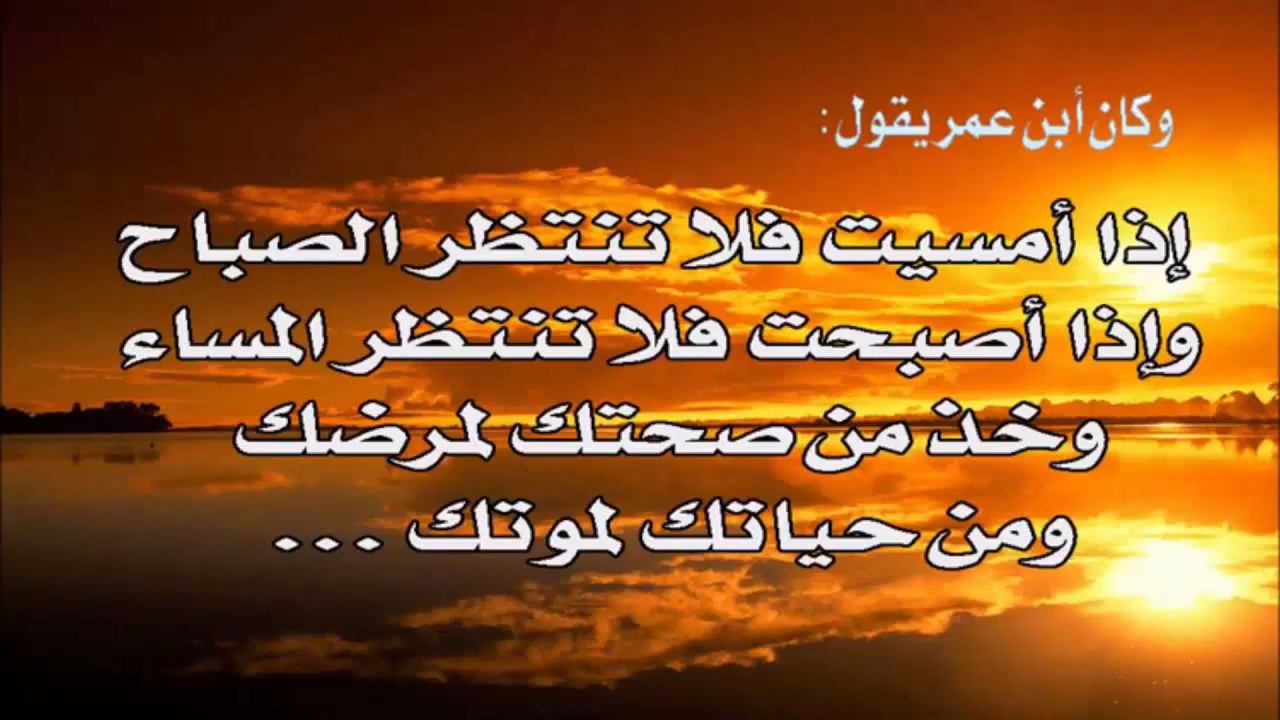 وكان أبن عمر يقول:
إذا أمسيت فلا تنتظر الصباح
وإذا أصبحت فلا تنتظر المساء
وخذ من صحتك لمرضك
ومن حياتك لموتك ...